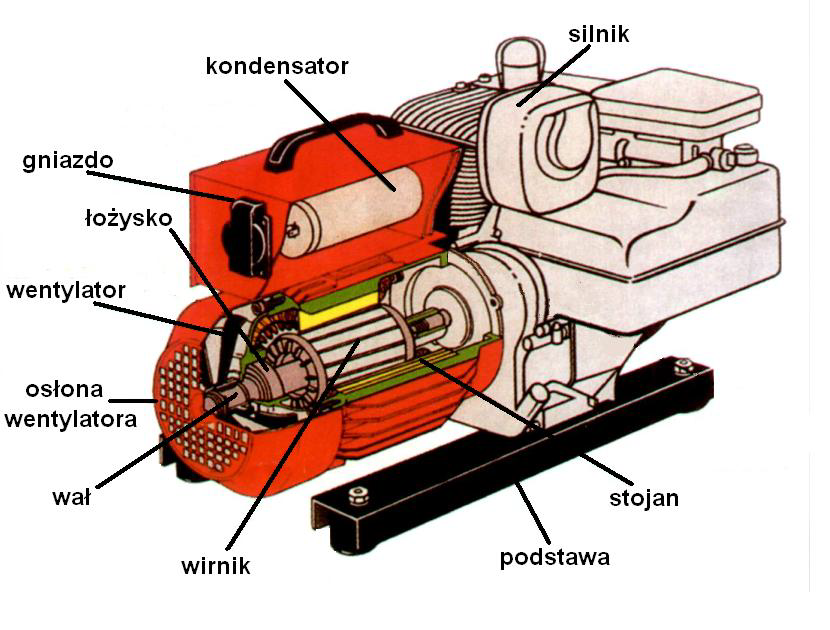 silnik
kondensator
gniazdo
łożysko
wentylator
osłona
wentylatora
wał
stojan
wirnik
podstawa